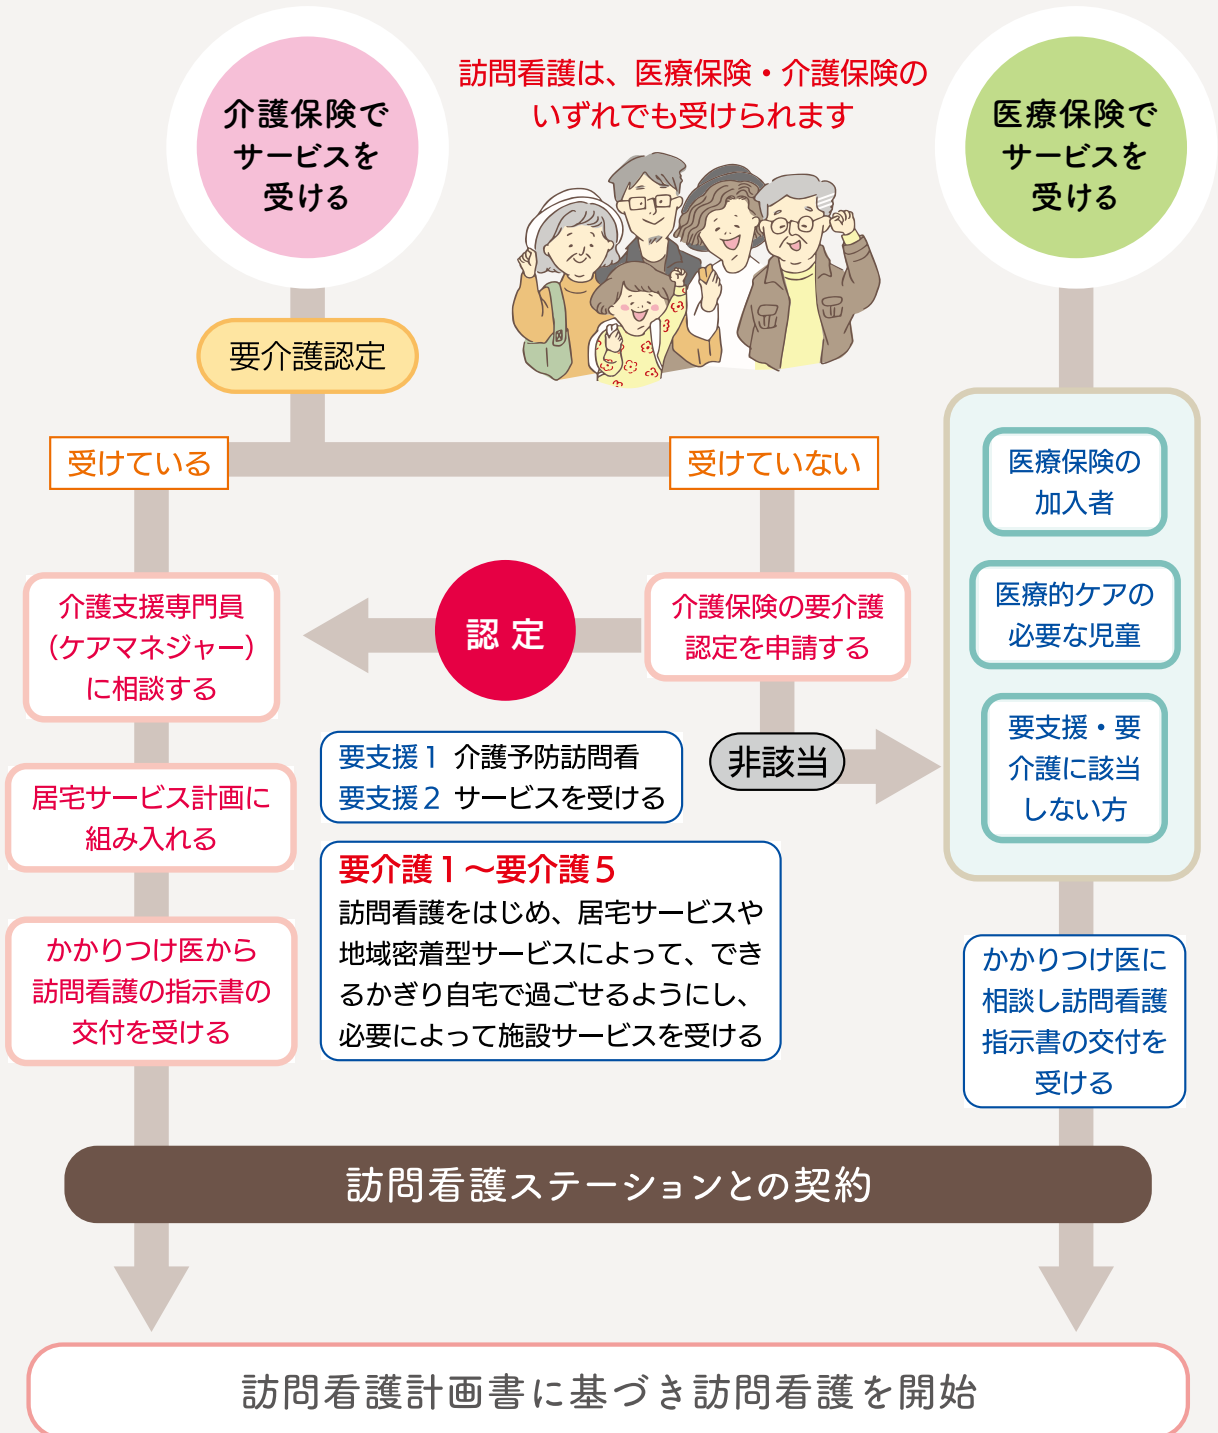 介護保険で
サービスを
受ける
訪問看護は、医療保険・介護保険の
いずれでも受けられます
医療保険で
サービスを
受ける
要介護認定
受けている
受けていない
医療保険の
加入者
医療的ケアの
必要な児童
要支援・要
介護に該当
しない方
介護支援専門員
（ケアマネジャー）
に相談する
認定
介護保険の要介護
認定を申請する
非該当
要支援１ 介護予防訪問看
要支援２ サービスを受ける
居宅サービス計画に
組み入れる
要介護１～要介護５
訪問看護をはじめ、居宅サービスや
地域密着型サービスによって、でき
るかぎり自宅で過ごせるようにし、
必要によって施設サービスを受ける
かかりつけ医から
訪問看護の指示書の
交付を受ける
かかりつけ医に
相談し訪問看護
指示書の交付を
受ける
訪問看護ステーションとの契約
訪問看護計画書に基づき訪問看護を開始